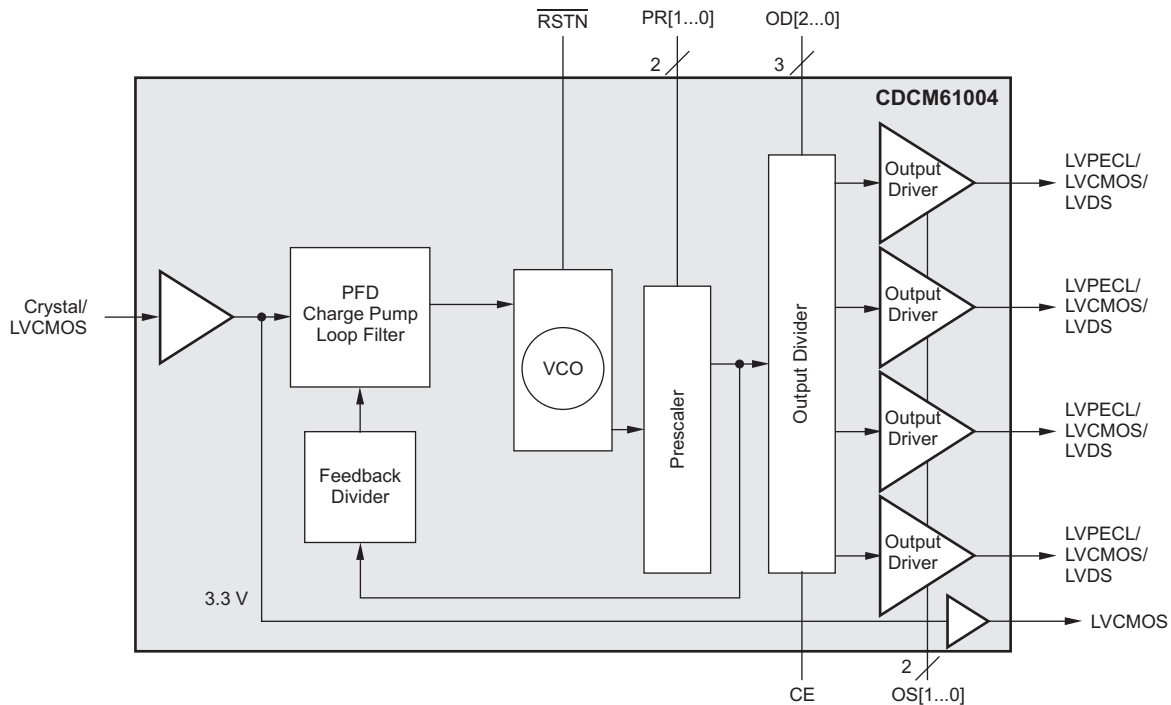 RSTN
PR[1...0]
OD[2...0]
2
3
CDCM61004
Output
Driver
LVPECL/
LVCMOS/
LVDS
Crystal/
LVCMOS
PFD
Charge Pump
Loop Filter
VCO
Prescaler
Output Divider
Output
Driver
LVPECL/
LVCMOS/
LVDS
Feedback
Divider
Output
Driver
LVPECL/
LVCMOS/
LVDS
Output
Driver
LVPECL/
LVCMOS/
LVDS
3.3 V
LVCMOS
2
CE
OS[1...0]